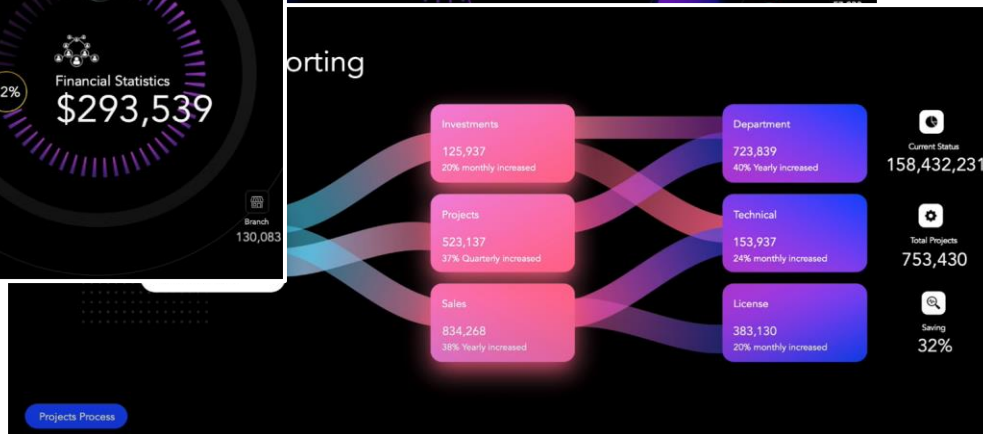 2%
Financial Statistics
$293,539
Branch
130,083
orting
Investments
125,937
20% monthly increased
Projects
523,137
37% Quarterly increased
Sales
834,268
38% Yearly increased
Department
723,839
40% Yearly increased
Technical
153,937
24% monthly increased
License
383,130
20% monthly increased
Current Status
158,432,231
Total Projects
753,430
Saving
32%
Projects Process